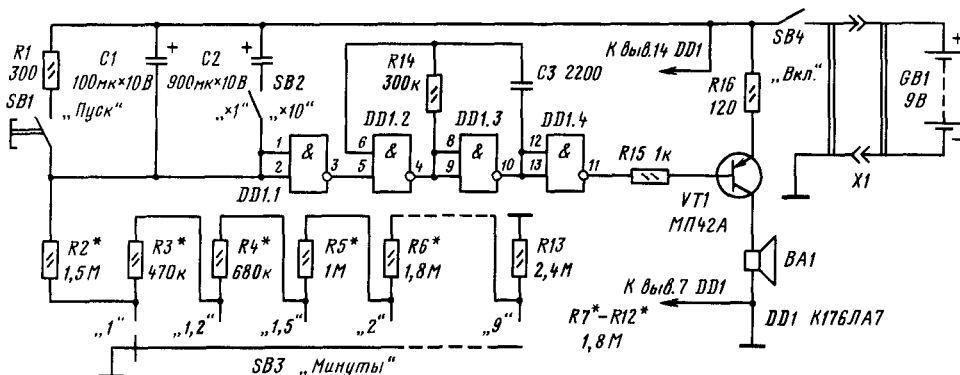 R1
300
SB1
„Пуск“
C1
100мк×10В
C2
900мк×10В
SB2
„×1“
„×10“
R14
300к
C3 2200
К выв.14 DD1
SB4
„Вкл.“
R16
120
GB1
9В
+
−
X1
DD1.1
DD1.2
DD1.3
DD1.4
&
&
&
&
1
2
3
6
5
4
8
9
10
12
13
11
R15 1к
VT1
МП42А
BA1
R2*
1,5М
R3*
470к
R4*
680к
R5*
1М
R6*
1,8М
R13
2,4М
К выв.7 DD1
R7*–R12*
1,8М
DD1 К176ЛА7
„1“
„1,2“
„1,5“
„2“
„9“
SB3 „Минуты“
+
+